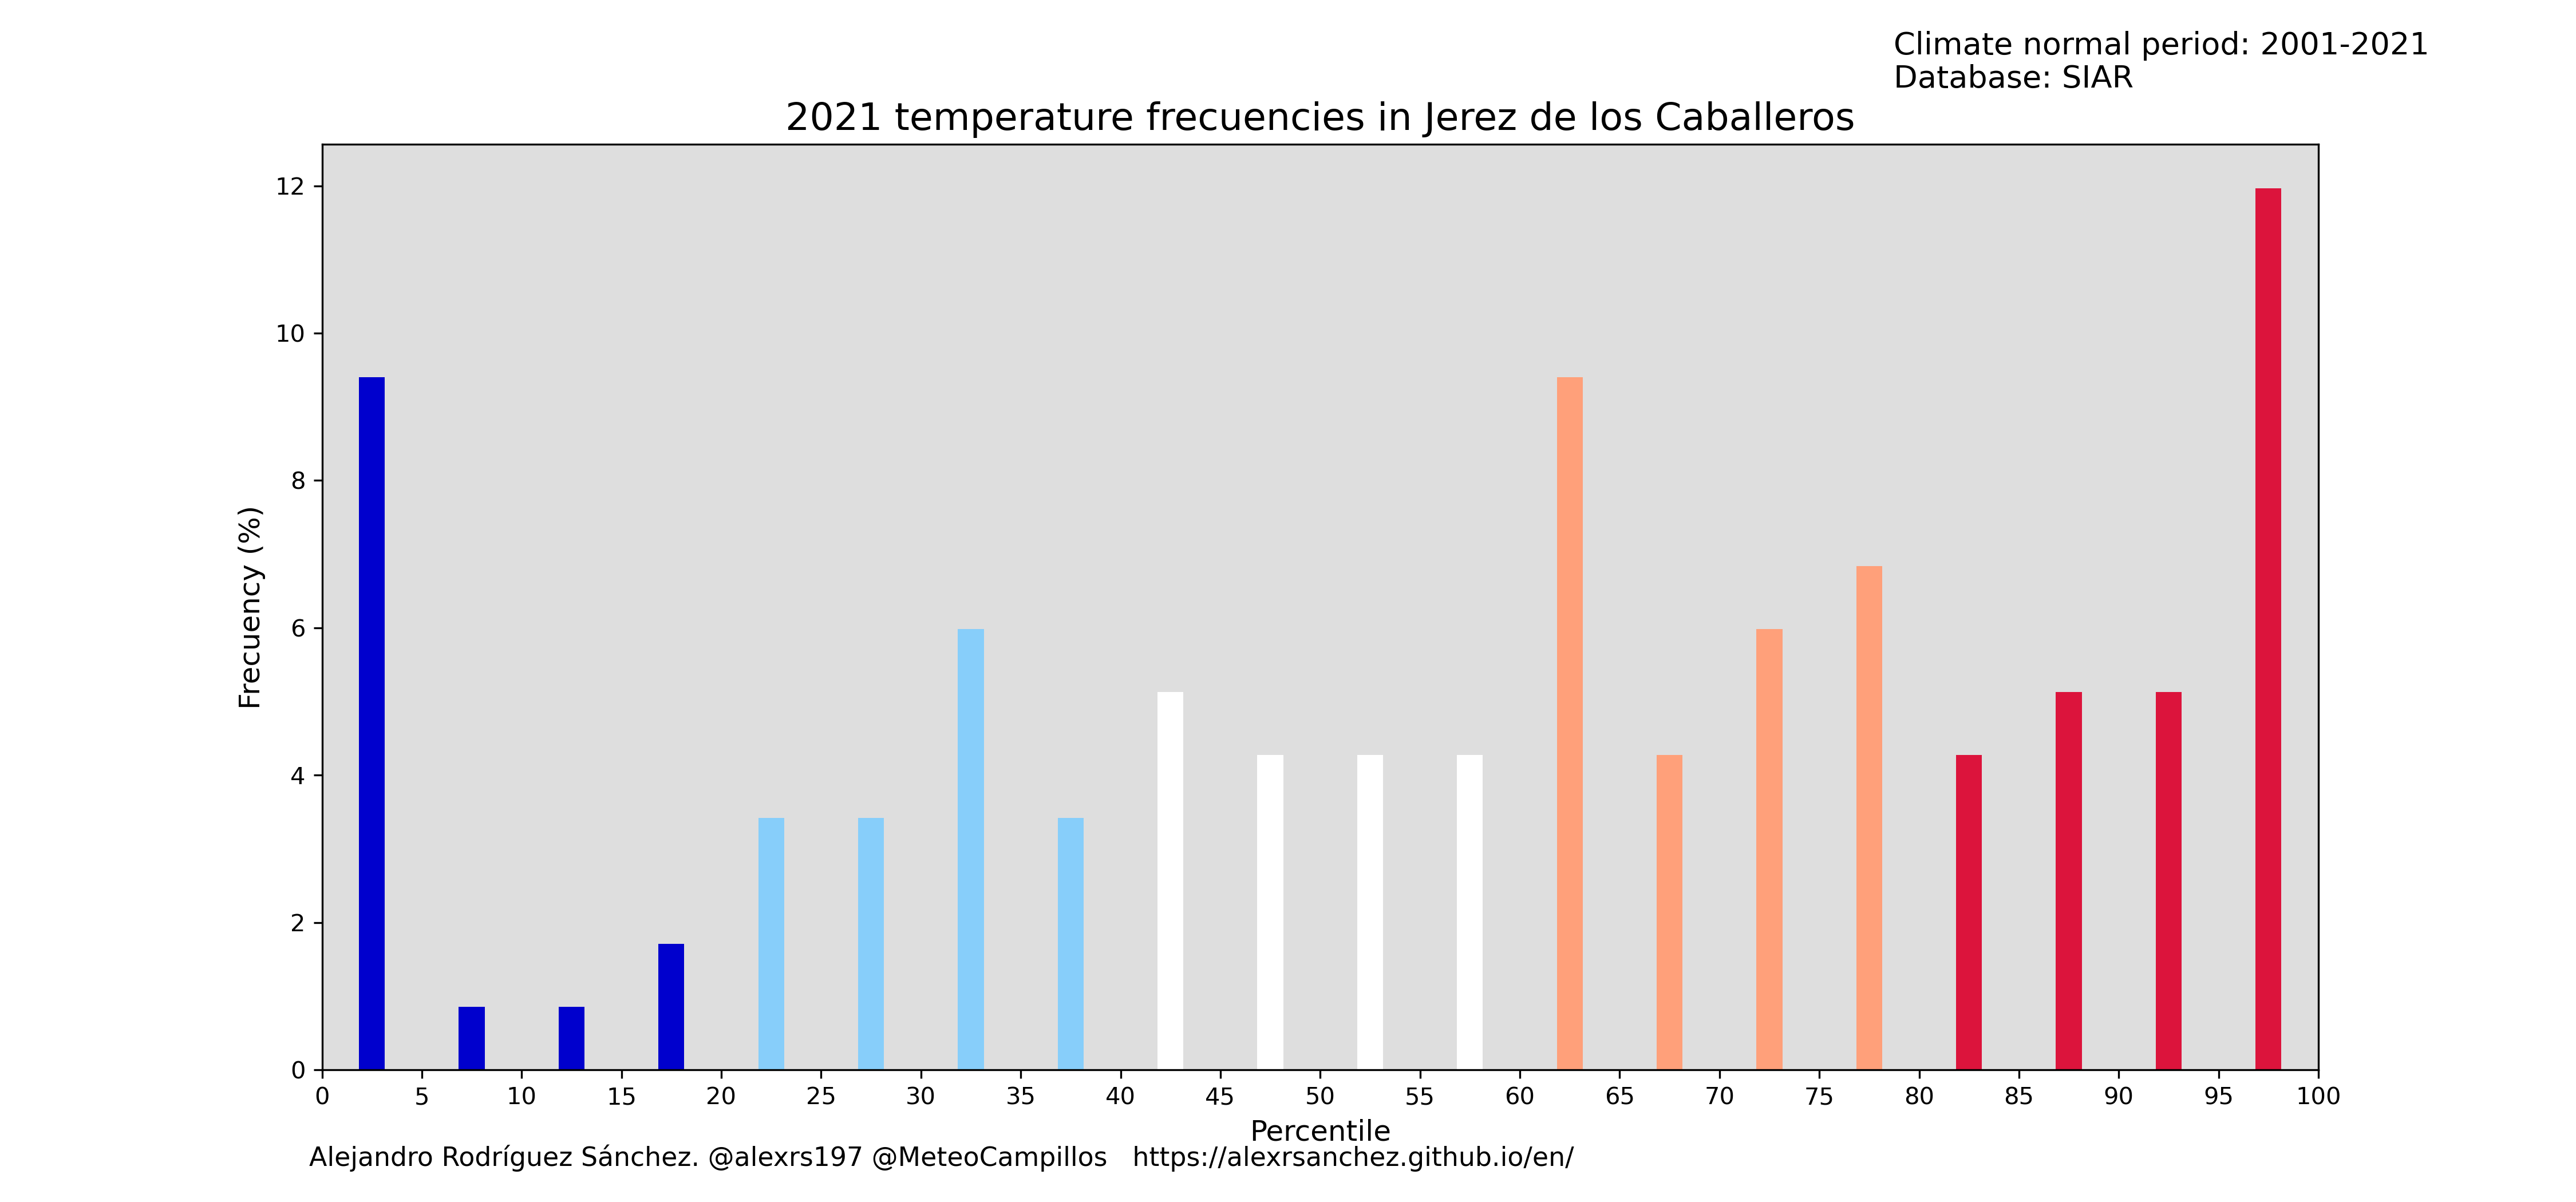 Climate normal period: 2001-2021
Database: SIAR
2021 temperature frecuencies in Jerez de los Caballeros
12
10
8
6
4
2
0
Frecuency (%)
0 5 10 15 20 25 30 35 40 45 50 55 60 65 70 75 80 85 90 95 100
Percentile
Alejandro Rodríguez Sánchez. @alexrs197 @MeteoCampillos https://alexrsanchez.github.io/en/